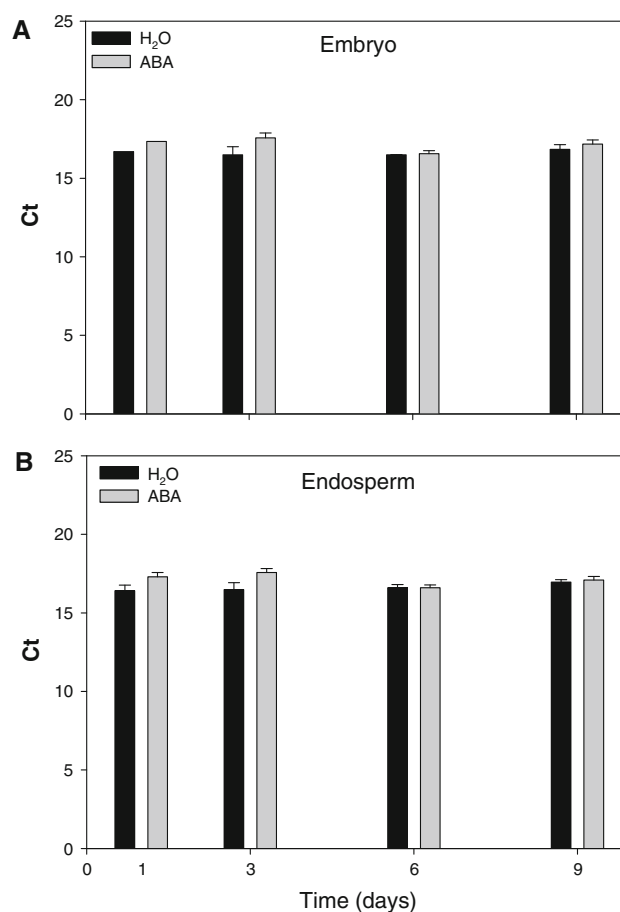 A
25
H₂O
ABA
Embryo
20
15
Ct
10
5
0
B
25
H₂O
ABA
Endosperm
20
15
Ct
10
5
0
0 1 3 6 9
Time (days)